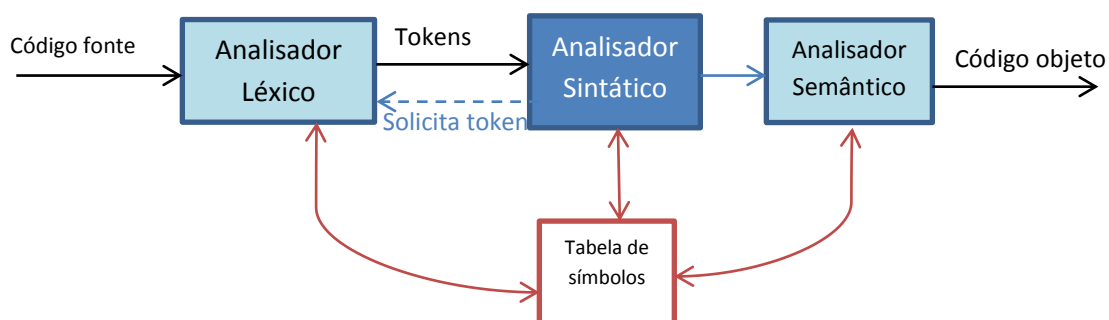 Código fonte
Analisador
Léxico
Tokens
Solicita token
Analisador
Sintático
Analisador
Semântico
Código objeto
Tabela de
símbolos